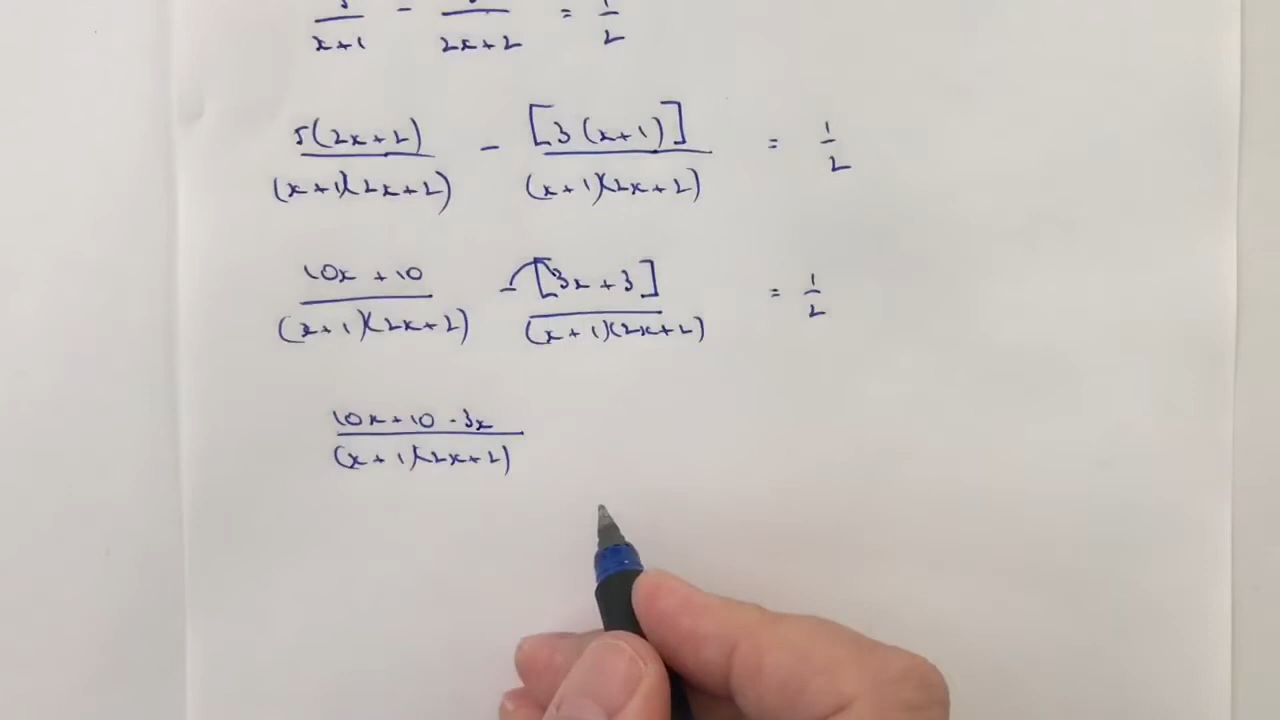 x+1 - 2x+2 = 1/2
5(2x+2)/(x+1)(2x+2) - [3(x+1)]/(x+1)(2x+2) = 1/2
10x+10/(x+1)(2x+2) - [3x+3]/(x+1)(2x+2) = 1/2
10x+10-3x/(x+1)(2x+2)